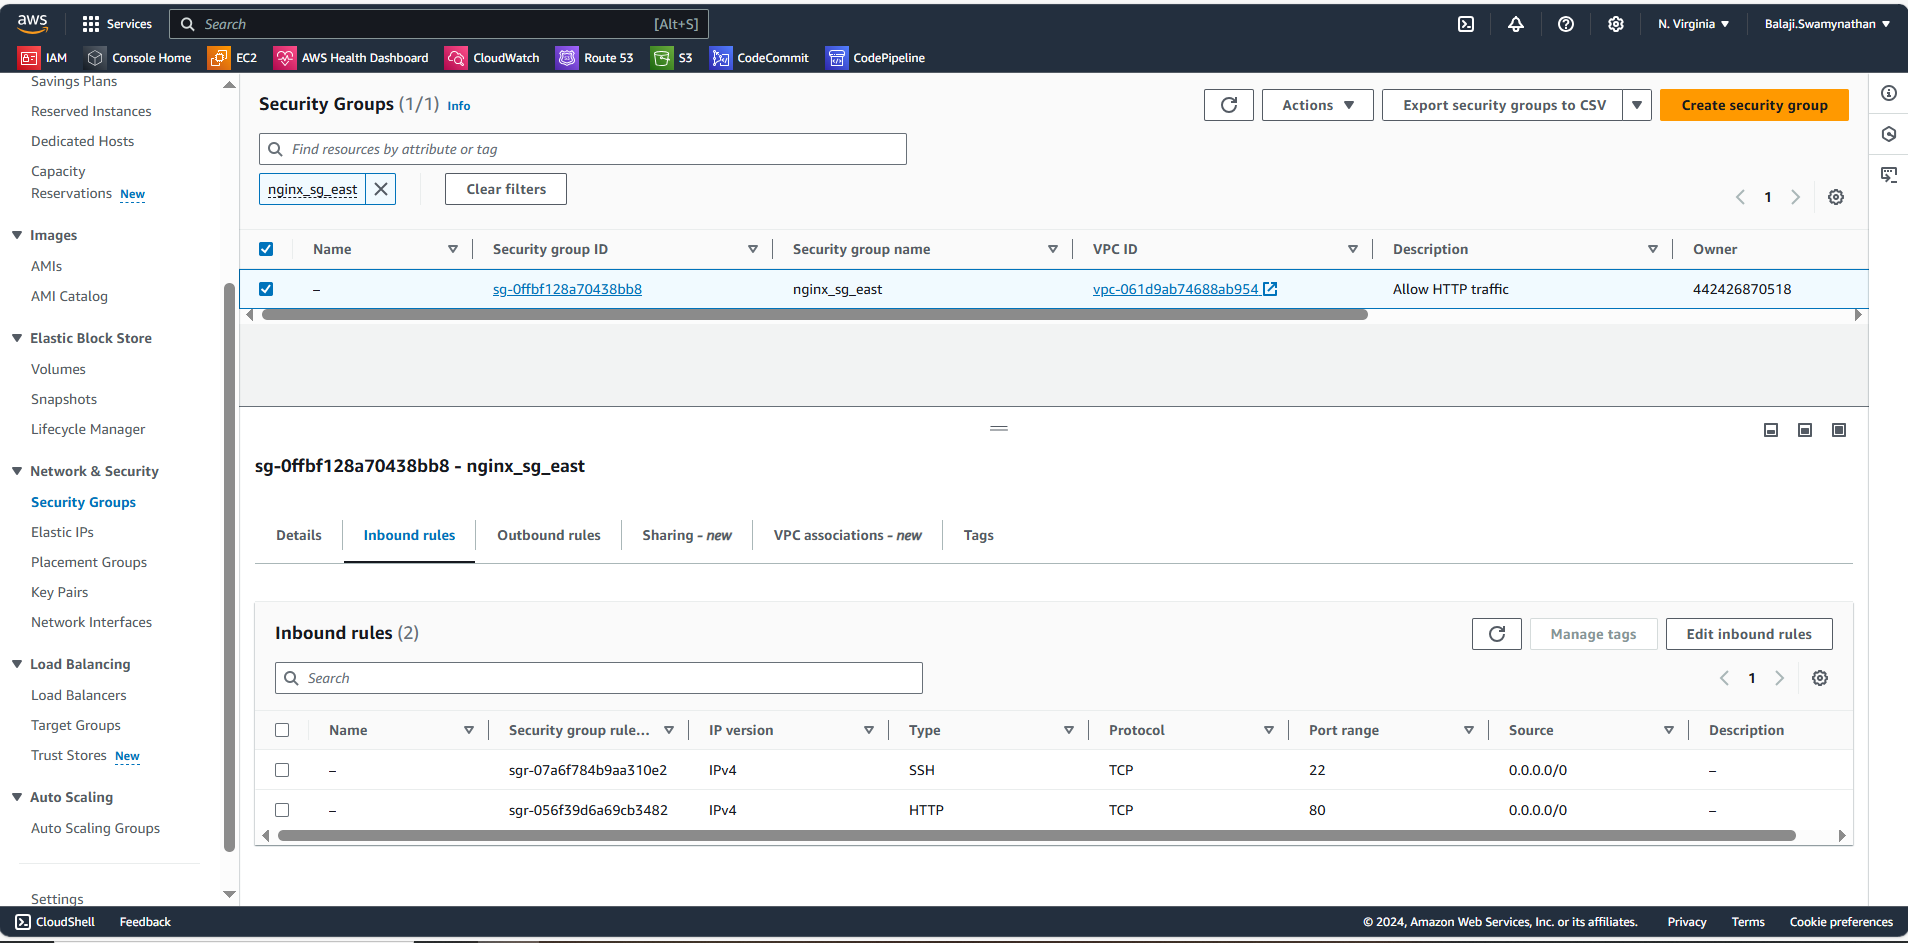 aws
Services
Search
[Alt+S]
N. Virginia
Balaji.Swamynathan
IAM
Console Home
EC2
AWS Health Dashboard
CloudWatch
Route 53
S3
CodeCommit
CodePipeline
Savings Plans
Reserved Instances
Dedicated Hosts
Capacity
Reservations New
Images
AMIs
AMI Catalog
Elastic Block Store
Volumes
Snapshots
Lifecycle Manager
Network & Security
Security Groups
Elastic IPs
Placement Groups
Key Pairs
Network Interfaces
Load Balancing
Load Balancers
Target Groups
Trust Stores New
Auto Scaling
Auto Scaling Groups
Settings
Security Groups (1/1) Info
Actions
Export security groups to CSV
Create security group
Find resources by attribute or tag
nginx_sg_east
Clear filters
1
Name Security group ID Security group name VPC ID Description Owner
– sg-0ffbf128a70438bb8 nginx_sg_east vpc-061d9ab74688ab954 Allow HTTP traffic 442426870518
sg-0ffbf128a70438bb8 - nginx_sg_east
Details
Inbound rules
Outbound rules
Sharing - new
VPC associations - new
Tags
Inbound rules (2)
Manage tags
Edit inbound rules
Search
1
Name Security group rule... IP version Type Protocol Port range Source Description
– sgr-07a6f784b9aa310e2 IPv4 SSH TCP 22 0.0.0.0/0 –
– sgr-056f39d6a69cb3482 IPv4 HTTP TCP 80 0.0.0.0/0 –
CloudShell
Feedback
© 2024, Amazon Web Services, Inc. or its affiliates.
Privacy
Terms
Cookie preferences